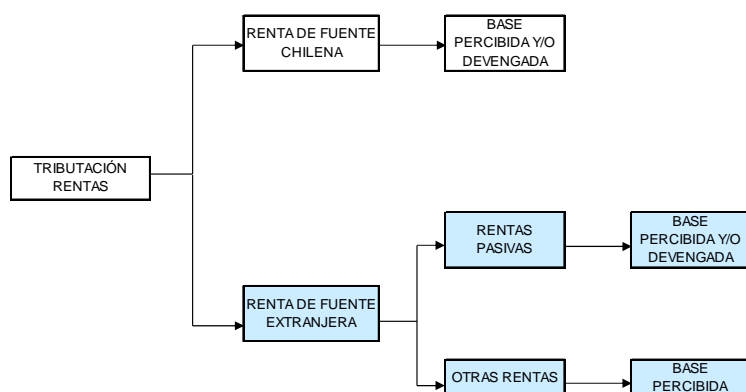 RENTA DE FUENTE
CHILENA
BASE
PERCIBIDA Y/O
DEVENGADA
TRIBUTACIÓN
RENTAS
RENTAS
PASIVAS
BASE
PERCIBIDA Y/O
DEVENGADA
RENTA DE FUENTE
EXTRANJERA
OTRAS RENTAS
BASE
PERCIBIDA